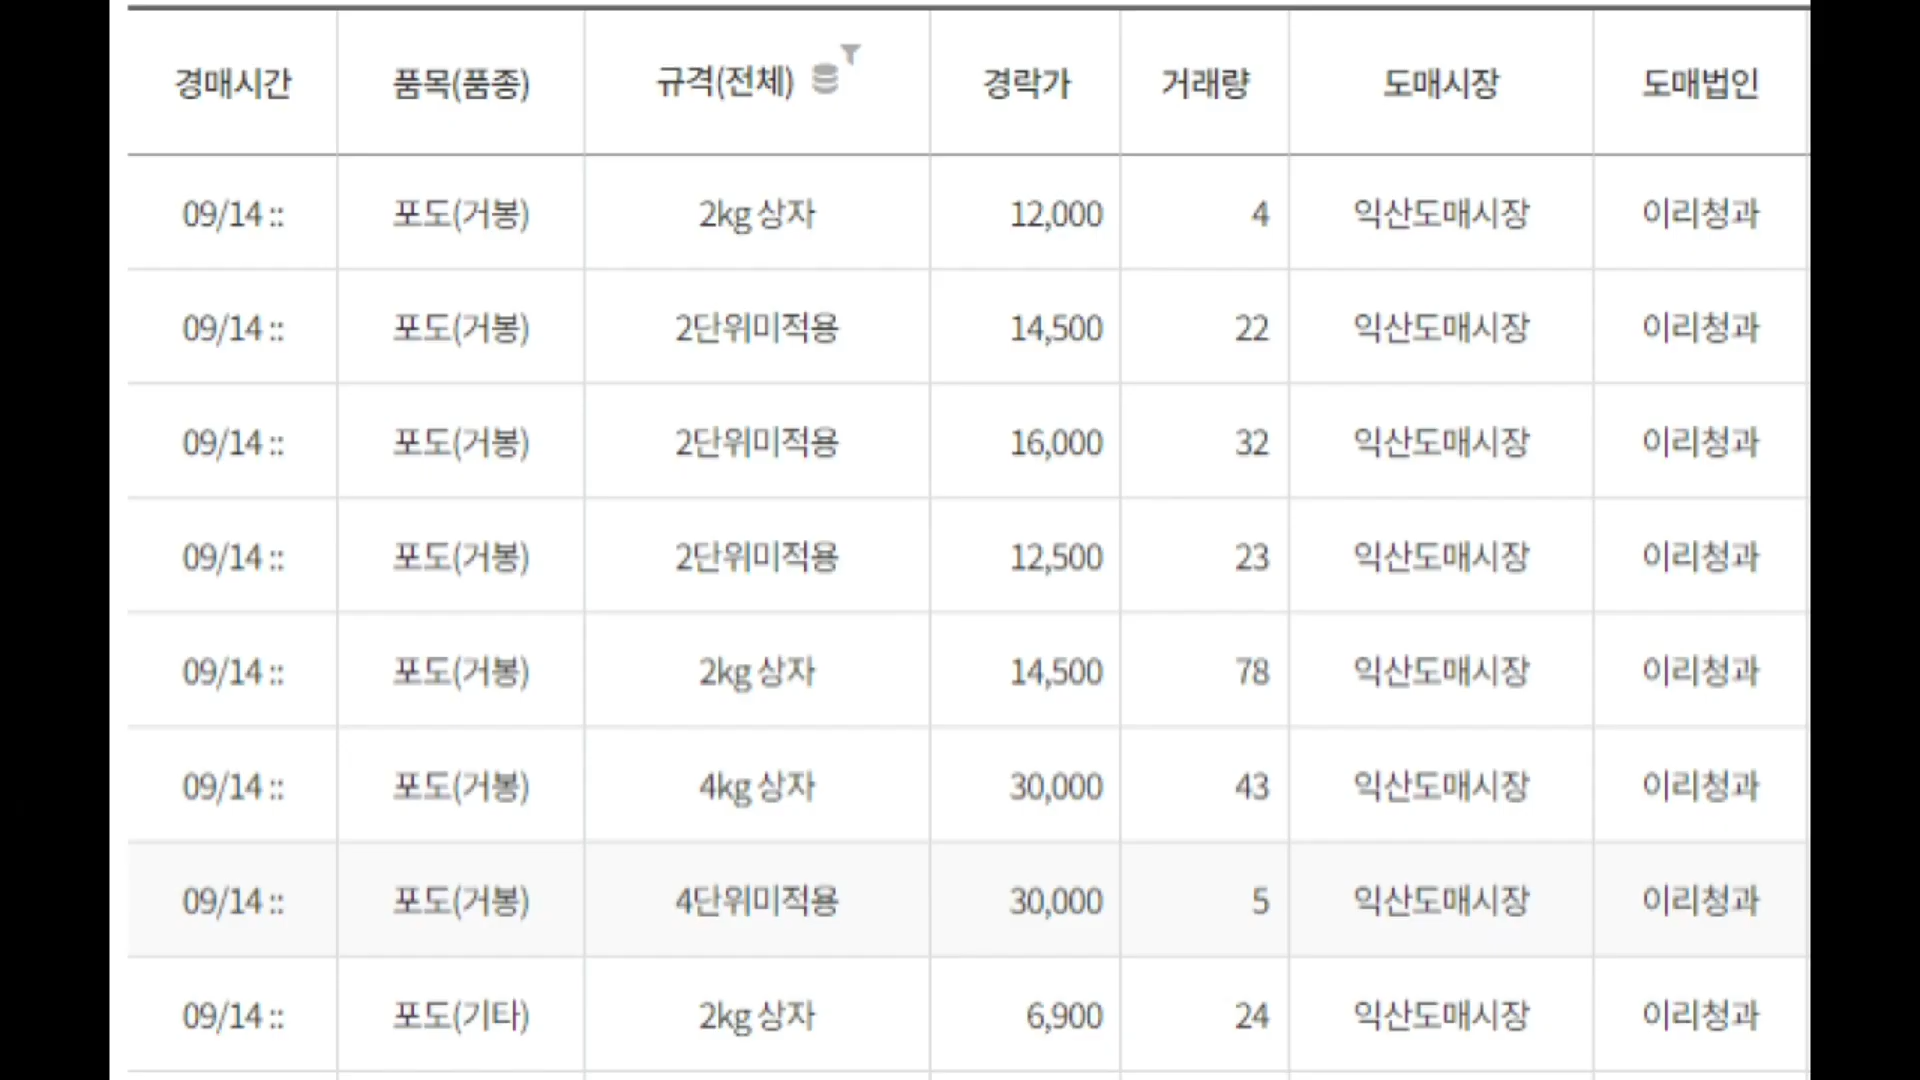 경매시간 품목(품종) 규격(전체) 경락가 거래량 도매시장 도매법인
09/14 :: 포도(거봉) 2kg 상자 12,000 4 익산도매시장 이리청과
09/14 :: 포도(거봉) 2단위미적용 14,500 22 익산도매시장 이리청과
09/14 :: 포도(거봉) 2단위미적용 16,000 32 익산도매시장 이리청과
09/14 :: 포도(거봉) 2단위미적용 12,500 23 익산도매시장 이리청과
09/14 :: 포도(거봉) 2kg 상자 14,500 78 익산도매시장 이리청과
09/14 :: 포도(거봉) 4kg 상자 30,000 43 익산도매시장 이리청과
09/14 :: 포도(거봉) 4단위미적용 30,000 5 익산도매시장 이리청과
09/14 :: 포도(기타) 2kg 상자 6,900 24 익산도매시장 이리청과